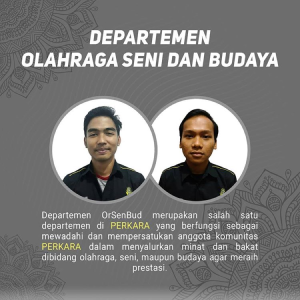 DEPARTEMEN
OLAHRAGA SENI DAN BUDAYA
Departemen OrSenBud merupakan salah satu
departemen di PERKARA yang berfungsi sebagai
mewadahi dan mempersatukan anggota komunitas
PERKARA dalam menyalurkan minat dan bakat
dibidang olahraga, seni, maupun budaya agar meraih
prestasi.